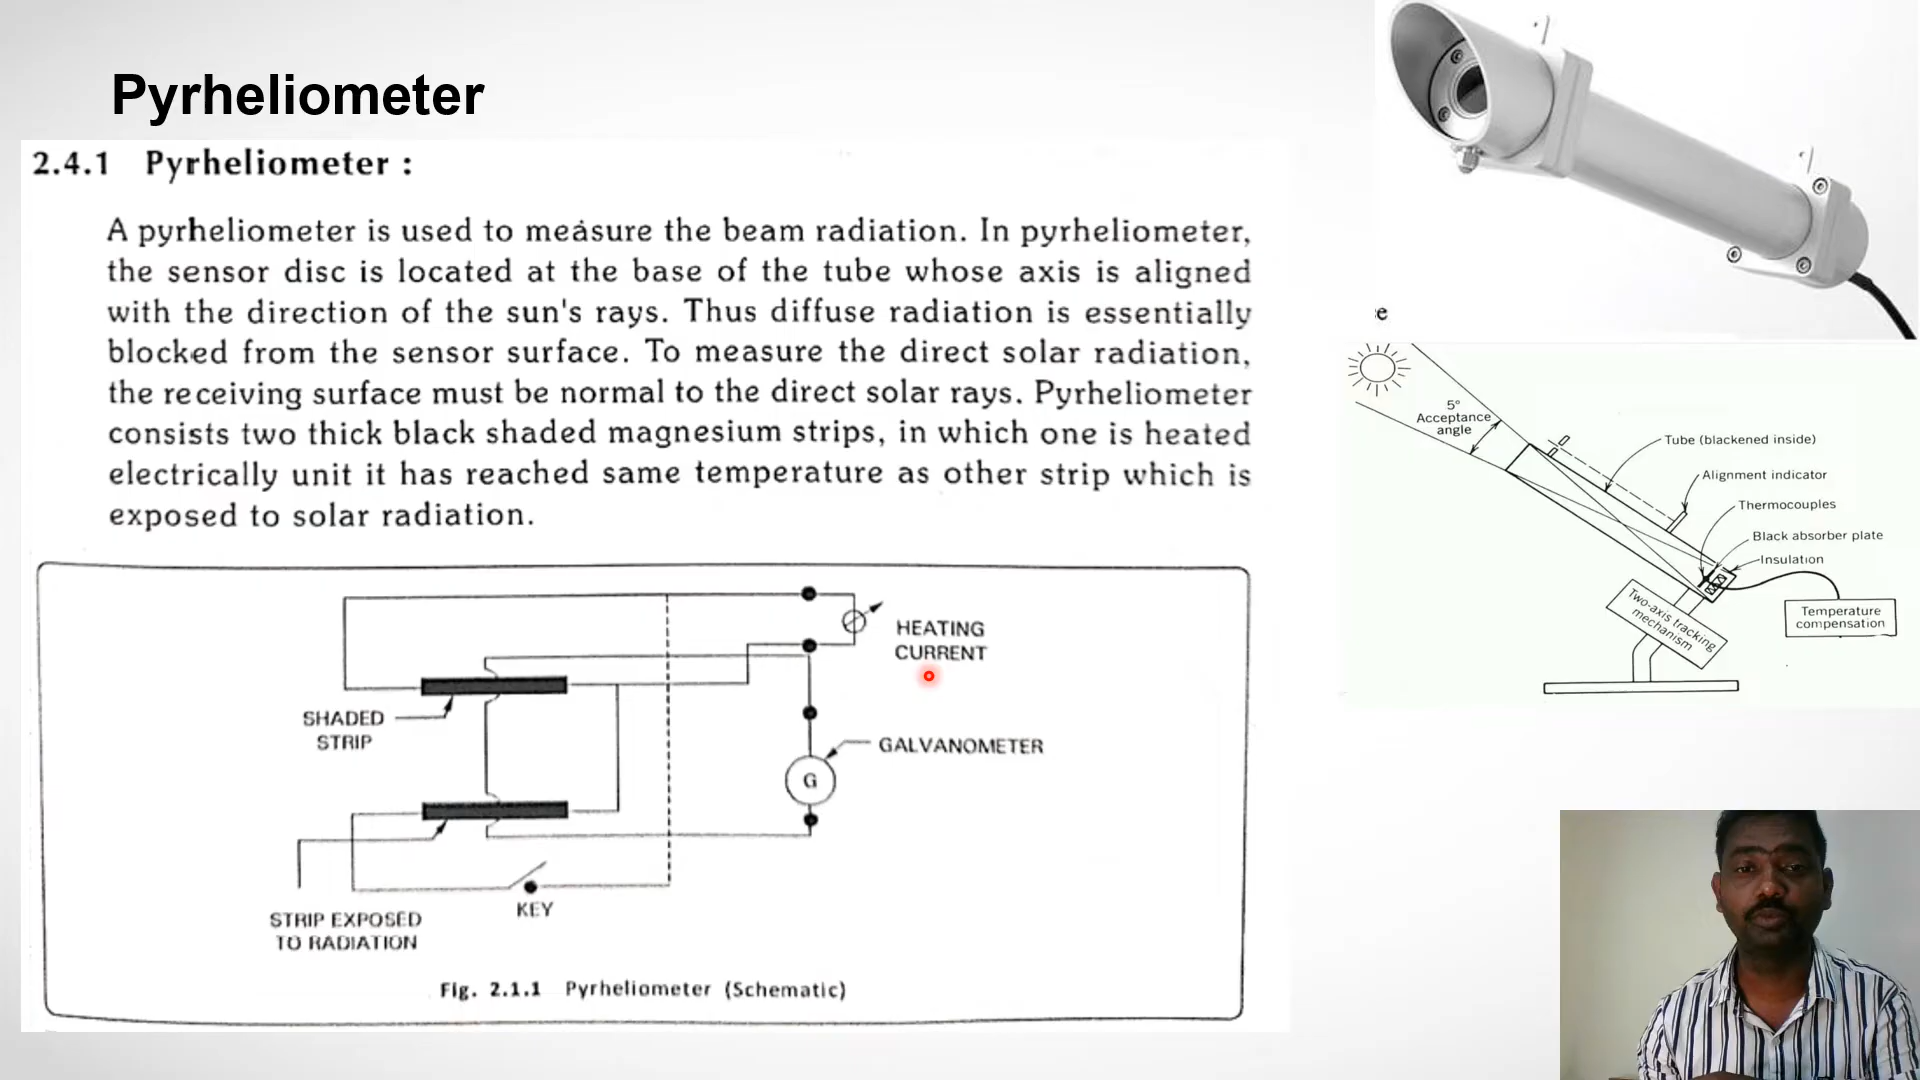 Pyrheliometer
2.4.1 Pyrheliometer :
A pyrheliometer is used to measure the beam radiation. In pyrheliometer,
the sensor disc is located at the base of the tube whose axis is aligned
with the direction of the sun's rays. Thus diffuse radiation is essentially
blocked from the sensor surface. To measure the direct solar radiation,
the receiving surface must be normal to the direct solar rays. Pyrheliometer
consists two thick black shaded magnesium strips, in which one is heated
electrically unit it has reached same temperature as other strip which is
exposed to solar radiation.
HEATING
CURRENT
SHADED
STRIP
GALVANOMETER
G
STRIP EXPOSED
TO RADIATION
KEY
Fig. 2.1.1 Pyrheliometer (Schematic)
e
5°
Acceptance
angle
Tube (blackened inside)
Alignment indicator
Thermocouples
Black absorber plate
Insulation
Two-axis tracking
mechanism
Temperature
compensation